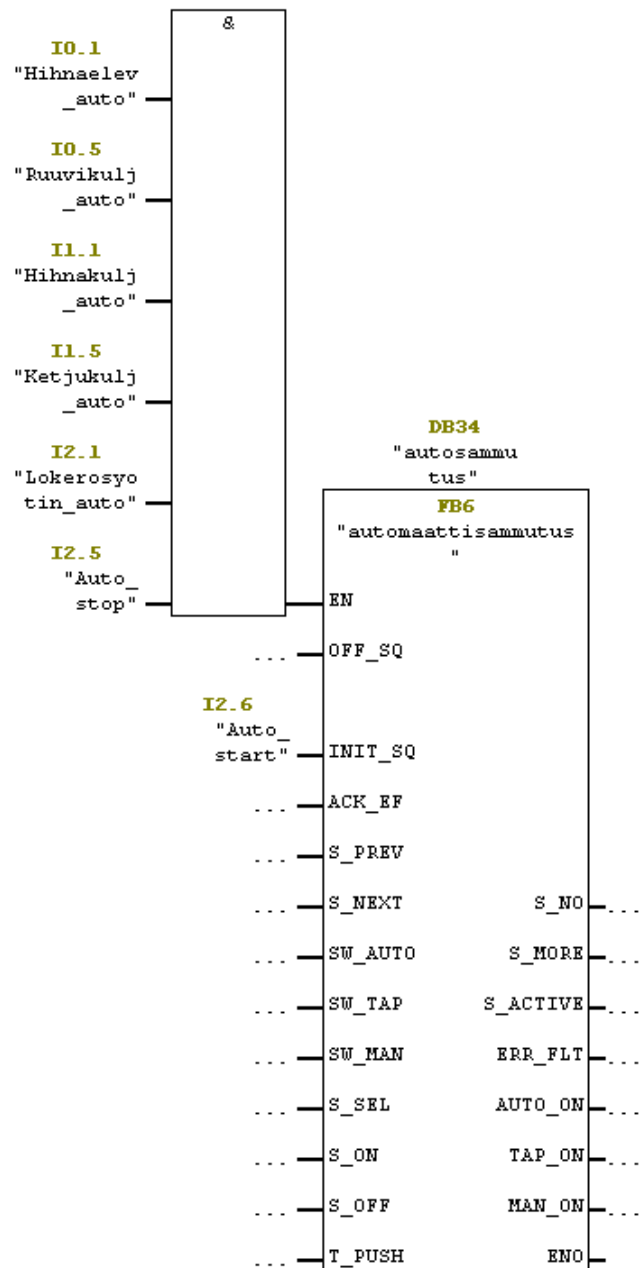 &
I0.1
"Hihnaelev
_auto"
I0.5
"Ruuvikulj
_auto"
I1.1
"Hihnakulj
_auto"
I1.5
"Ketjukulj
_auto"
I2.1
"Lokerosyo
tin_auto"
I2.5
"Auto_
stop"
DB34
"autosammu
tus"
FB6
"automaattisammutus
"
EN
... OFF_SQ
I2.6
"Auto_
start" INIT_SQ
... ACK_EF
... S_PREV
... S_NEXT S_NO ...
... SW_AUTO S_MORE ...
... SW_TAP S_ACTIVE ...
... SW_MAN ERR_FLT ...
... S_SEL AUTO_ON ...
... S_ON TAP_ON ...
... S_OFF MAN_ON ...
... T_PUSH ENO